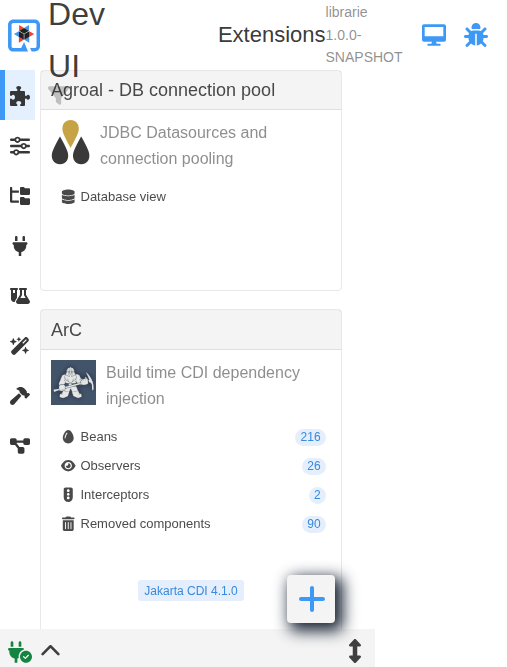 Dev
UI
Extensions
librarie
1.0.0-
SNAPSHOT
Agroal - DB connection pool
JDBC Datasources and
connection pooling
Database view
ArC
Build time CDI dependency
injection
Beans 216
Observers 26
Interceptors 2
Removed components 90
Jakarta CDI 4.1.0